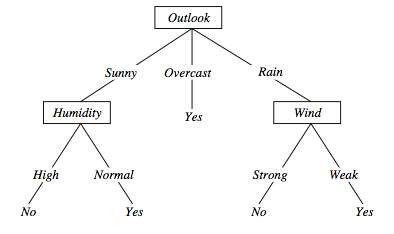 Outlook
Sunny Overcast Rain
Humidity Yes Wind
High Normal Strong Weak
No Yes No Yes